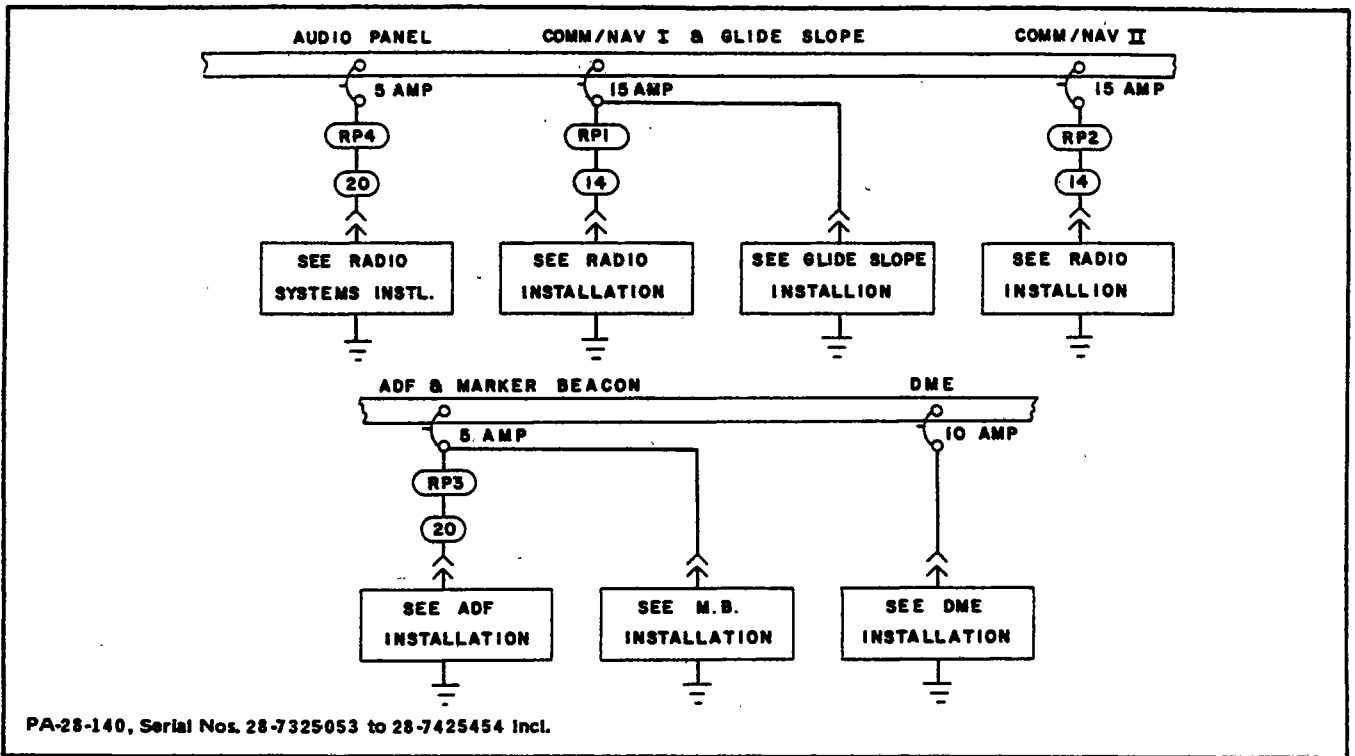 AUDIO PANEL
COMM/NAV I & GLIDE SLOPE
COMM/NAV II
5 AMP
15 AMP
15 AMP
RP4
RP1
RP2
20
14
14
SEE RADIO
SYSTEMS INSTL.
SEE RADIO
INSTALLATION
SEE GLIDE SLOPE
INSTALLION
SEE RADIO
INSTALLION
ADF & MARKER BEACON
DME
5. AMP
10 AMP
RP3
20
SEE ADF
INSTALLATION
SEE M.B.
INSTALLATION
SEE DME
INSTALLATION
PA-28-140, Serial Nos. 28-7325053 to 28-7425454 Incl.